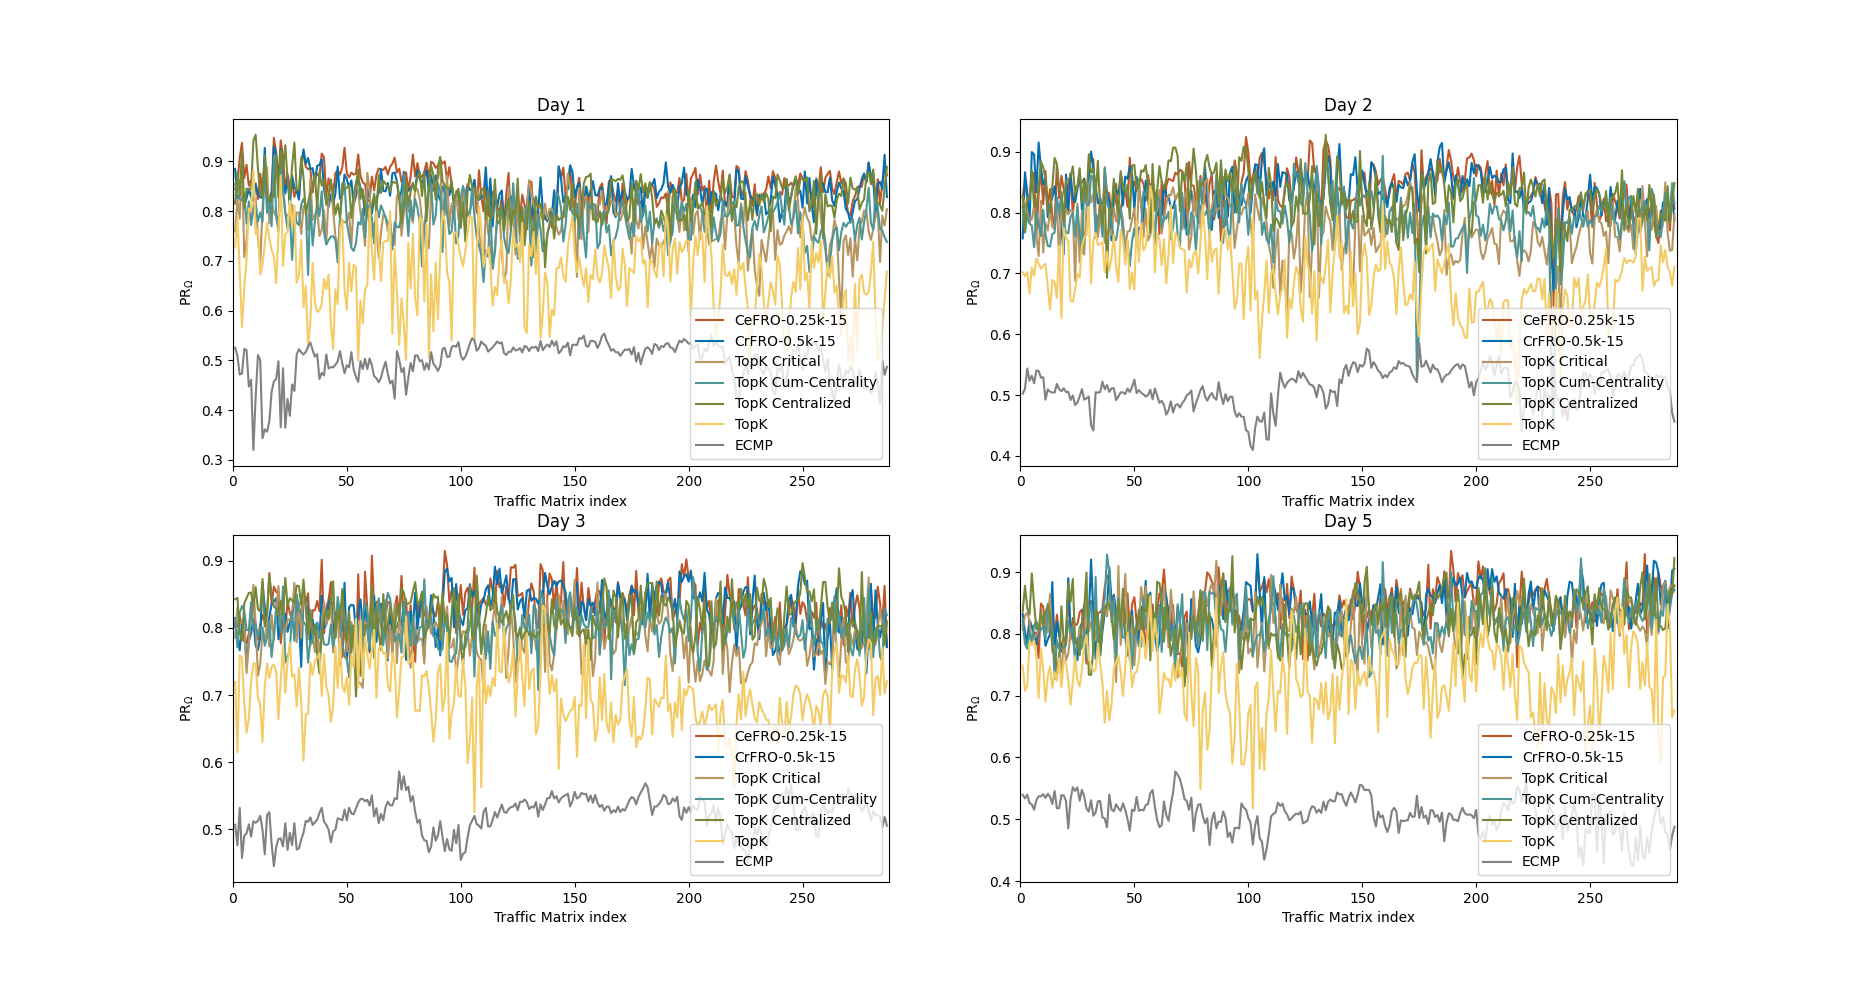 Day 1
0.9
0.8
0.7
0.6
0.5
0.4
0.3
PRΩ
0 50 100 150 200 250
Traffic Matrix index
CeFRO-0.25k-15
CrFRO-0.5k-15
TopK Critical
TopK Cum-Centrality
TopK Centralized
TopK
ECMP
Day 2
0.9
0.8
0.7
0.6
0.5
0.4
PRΩ
0 50 100 150 200 250
Traffic Matrix index
CeFRO-0.25k-15
CrFRO-0.5k-15
TopK Critical
TopK Cum-Centrality
TopK Centralized
TopK
ECMP
Day 3
0.9
0.8
0.7
0.6
0.5
PRΩ
0 50 100 150 200 250
Traffic Matrix index
CeFRO-0.25k-15
CrFRO-0.5k-15
TopK Critical
TopK Cum-Centrality
TopK Centralized
TopK
ECMP
Day 5
0.9
0.8
0.7
0.6
0.5
0.4
PRΩ
0 50 100 150 200 250
Traffic Matrix index
CeFRO-0.25k-15
CrFRO-0.5k-15
TopK Critical
TopK Cum-Centrality
TopK Centralized
TopK
ECMP